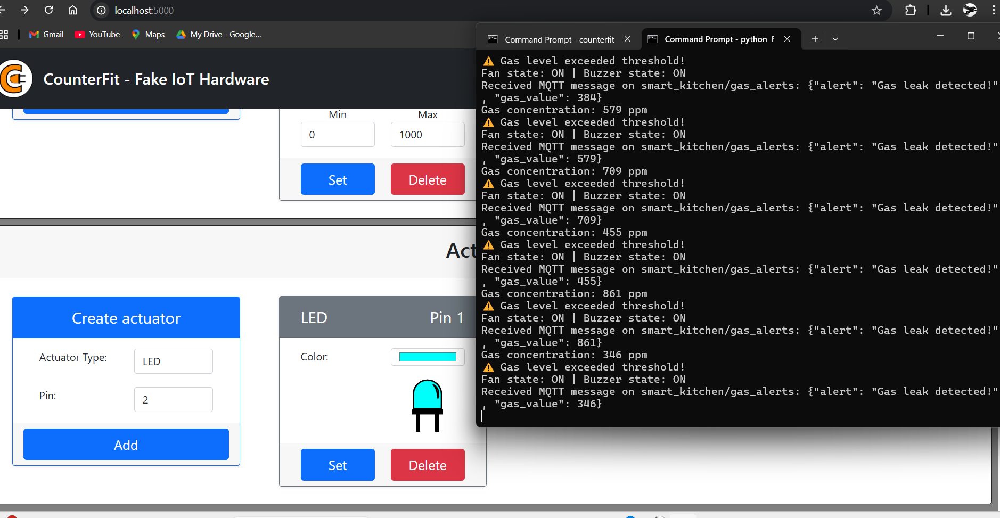 localhost:5000
Gmail
YouTube
Maps
My Drive - Google...
CounterFit - Fake IoT Hardware
Min
Max
0
1000
Set
Delete
Act
Create actuator
Actuator Type:
LED
Pin:
2
Add
LED
Pin 1
Color:
Set
Delete
Command Prompt - counterfit
Command Prompt - python F
⚠ Gas level exceeded threshold!
Fan state: ON | Buzzer state: ON
Received MQTT message on smart_kitchen/gas_alerts: {"alert": "Gas leak detected!"
, "gas_value": 384}
Gas concentration: 579 ppm
⚠ Gas level exceeded threshold!
Fan state: ON | Buzzer state: ON
Received MQTT message on smart_kitchen/gas_alerts: {"alert": "Gas leak detected!"
, "gas_value": 579}
Gas concentration: 709 ppm
⚠ Gas level exceeded threshold!
Fan state: ON | Buzzer state: ON
Received MQTT message on smart_kitchen/gas_alerts: {"alert": "Gas leak detected!"
, "gas_value": 709}
Gas concentration: 455 ppm
⚠ Gas level exceeded threshold!
Fan state: ON | Buzzer state: ON
Received MQTT message on smart_kitchen/gas_alerts: {"alert": "Gas leak detected!"
, "gas_value": 455}
Gas concentration: 861 ppm
⚠ Gas level exceeded threshold!
Fan state: ON | Buzzer state: ON
Received MQTT message on smart_kitchen/gas_alerts: {"alert": "Gas leak detected!"
, "gas_value": 861}
Gas concentration: 346 ppm
⚠ Gas level exceeded threshold!
Fan state: ON | Buzzer state: ON
Received MQTT message on smart_kitchen/gas_alerts: {"alert": "Gas leak detected!"
, "gas_value": 346}